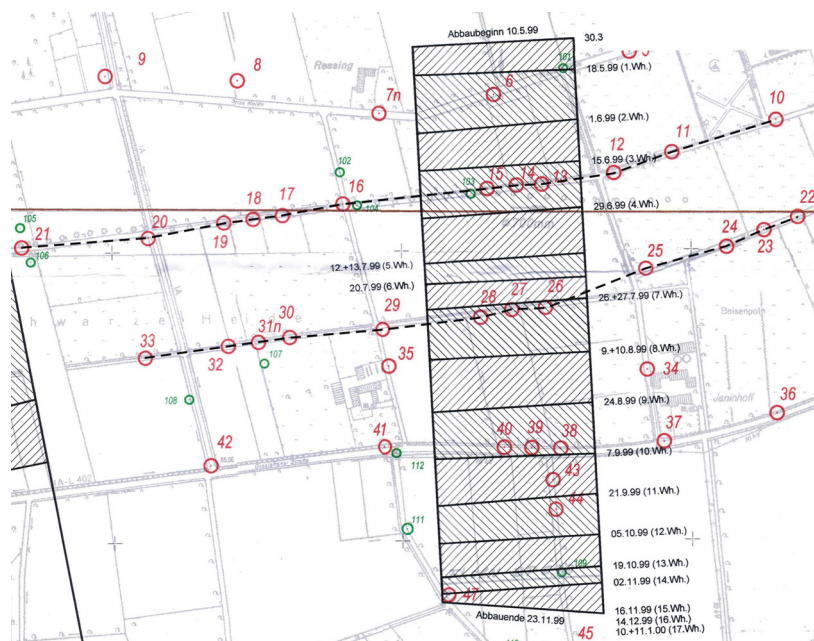 Abbaubeginn 10.5.99
30.3
9
8
Ressing
101
18.5.99 (1.Wh.)
6
7n
10
1.6.99 (2.Wh.)
11
12
15.6.99 (3.Wh.)
102
16
15
14
13
103
104
17
18
19
20
21
105
106
29.6.99 (4.Wh.)
22
23
24
25
12.+13.7.99 (5.Wh.)
20.7.99 (6.Wh.)
26.+27.7.99 (7.Wh.)
26
27
28
29
30
31n
32
33
Schwarze Heide
Beisenpoth
9.+10.8.99 (8.Wh.)
107
35
34
108
24.8.99 (9.Wh.)
Janinhoff
36
37
38
39
40
41
42
7.9.99 (10.Wh.)
112
43
21.9.99 (11.Wh.)
44
111
05.10.99 (12.Wh.)
109
19.10.99 (13.Wh.)
02.11.99 (14.Wh.)
47
Abbauende 23.11.99
16.11.99 (15.Wh.)
14.12.99 (16.Wh.)
10.+11.1.00 (17.Wh.)
45